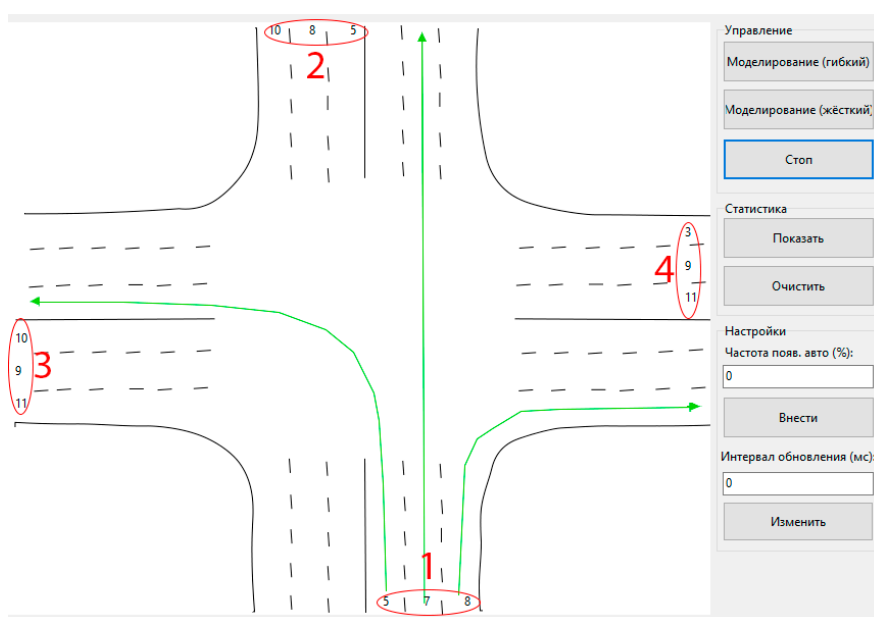 10 8 5
2
3
4
9
11
10
9
3
11
1
5 7 8
Управление
Моделирование (гибкий)
Моделирование (жёсткий)
Стоп
Статистика
Показать
Очистить
Настройки
Частота появ. авто (%):
0
Внести
Интервал обновления (мс):
0
Изменить